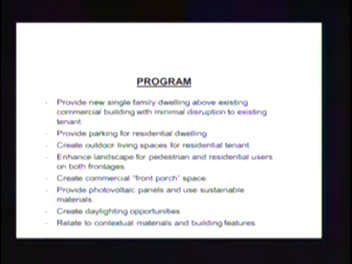 PROGRAM
- Provide new single family dwelling above existing
commercial building with minimal disruption to existing
tenant
- Provide parking for residential dwelling
- Create outdoor living spaces for residential tenant
- Enhance landscape for pedestrian and residential users
on both frontages
- Create commercial "front porch" space
- Provide photovoltaic panels and use sustainable
materials
- Create daylighting opportunities
- Relate to contextual materials and building features